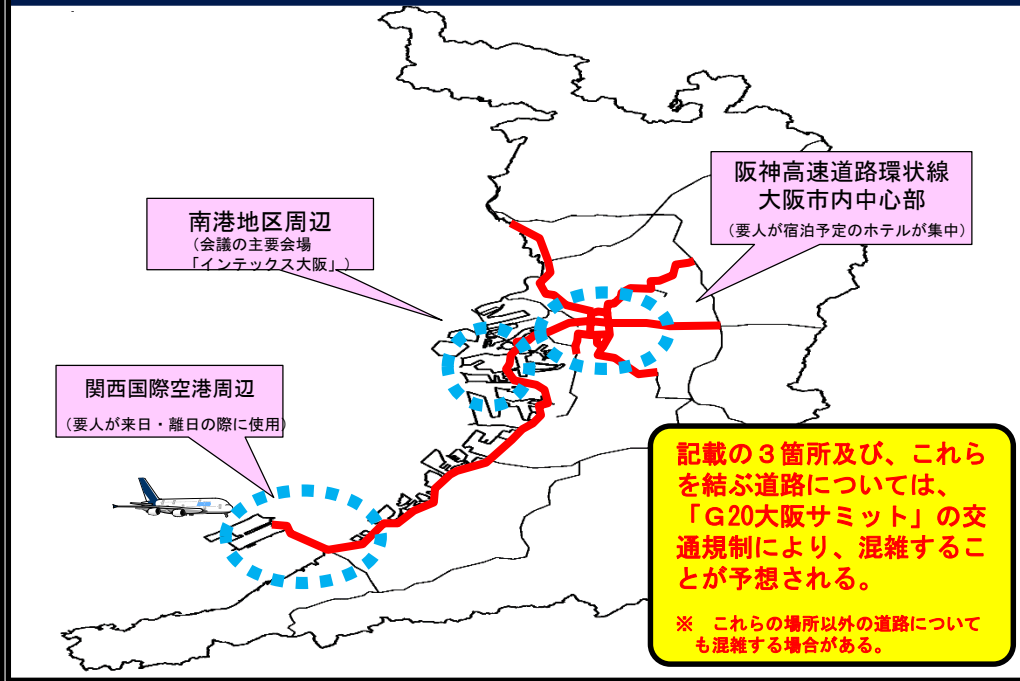 阪神高速道路環状線
大阪市内中心部
(要人が宿泊予定のホテルが集中)
南港地区周辺
(会議の主要会場
「インテックス大阪」)
関西国際空港周辺
(要人が来日・離日の際に使用)
記載の３箇所及び、これら
を結ぶ道路については、
「Ｇ20大阪サミット」の交
通規制により、混雑するこ
とが予想される。
※　これらの場所以外の道路について
も混雑する場合がある。